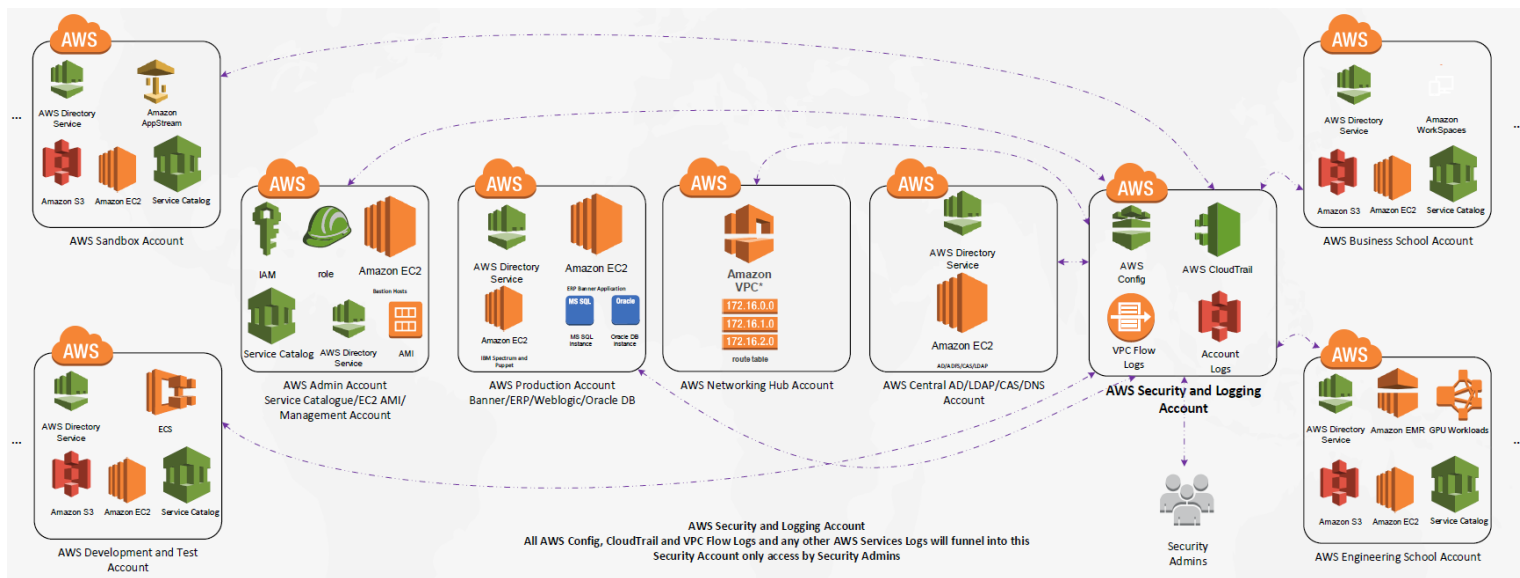 AWS
AWS Directory
Service
Amazon
AppStream
Amazon S3
Amazon EC2
Service Catalog
AWS Sandbox Account
...
AWS
AWS Directory
Service
ECS
Amazon S3
Amazon EC2
Service Catalog
AWS Development and Test
Account
...
AWS
IAM
role
Amazon EC2
Bastion Hosts
Service Catalog
AWS Directory
Service
AMI
AWS Admin Account
Service Catalogue/EC2 AMI/
Management Account
AWS
AWS Directory
Service
Amazon EC2
ERP Banner Application
Amazon EC2
IBM Spectrum and
Puppet
MS SQL
MS SQL
instance
Oracle
Oracle DB
instance
AWS Production Account
Banner/ERP/Weblogic/Oracle DB
AWS
Amazon
VPC*
172.16.0.0
172.16.1.0
172.16.2.0
route table
AWS Networking Hub Account
AWS
AWS Directory
Service
Amazon EC2
AD/ADIS/CAS/LDAP
AWS Central AD/LDAP/CAS/DNS
Account
AWS
AWS
Config
AWS CloudTrail
VPC Flow
Logs
Account
Logs
AWS Security and Logging
Account
Security
Admins
AWS
AWS Directory
Service
Amazon
WorkSpaces
Amazon S3
Amazon EC2
Service Catalog
AWS Business School Account
...
AWS
AWS Directory
Service
Amazon EMR
GPU Workloads
Amazon S3
Amazon EC2
Service Catalog
AWS Engineering School Account
...
AWS Security and Logging Account
All AWS Config, CloudTrail and VPC Flow Logs and any other AWS Services Logs will funnel into this
Security Account only access by Security Admins